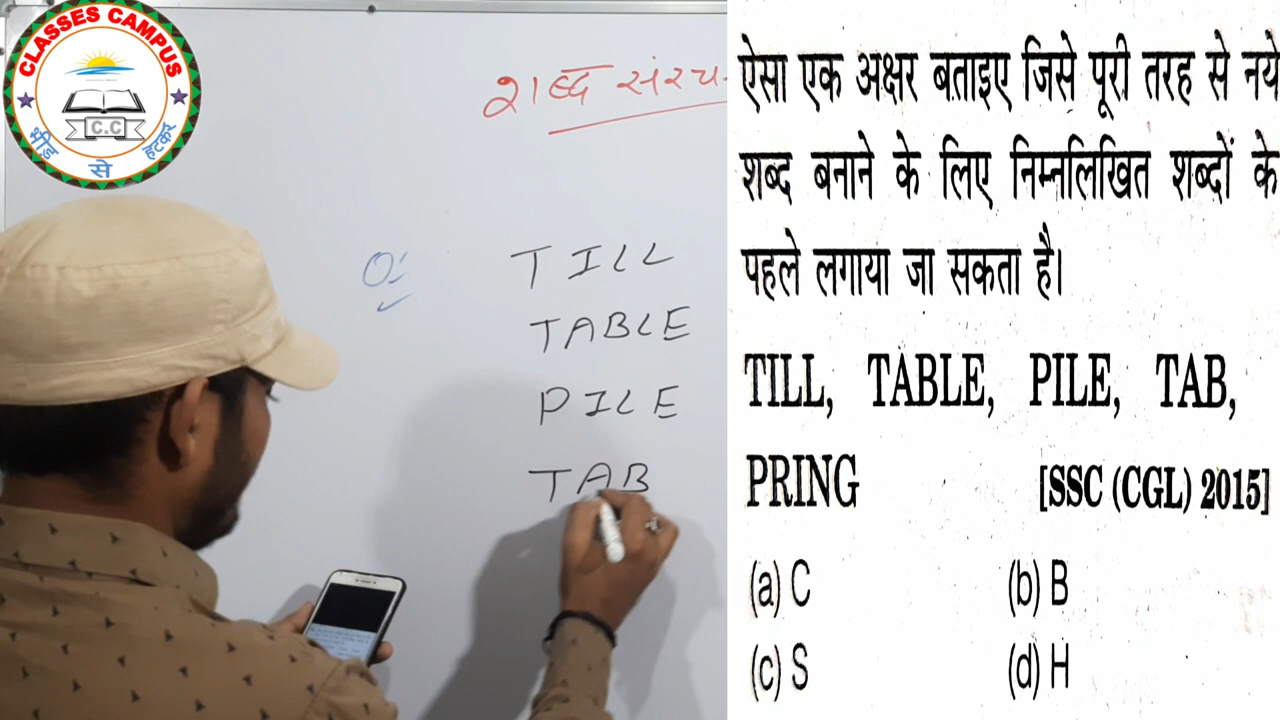 CLASSES CAMPUS
C.C
भीड़ से हटकर
शब्द संरच
Q:
TILL
TABLE
PILE
TAB
ऐसा एक अक्षर बताइए जिसे पूरी तरह से नये
शब्द बनाने के लिए निम्नलिखित शब्दों के
पहले लगाया जा सकता है।
TILL, TABLE, PILE, TAB,
PRING [SSC (CGL) 2015]
(a) C (b) B
(c) S (d) H